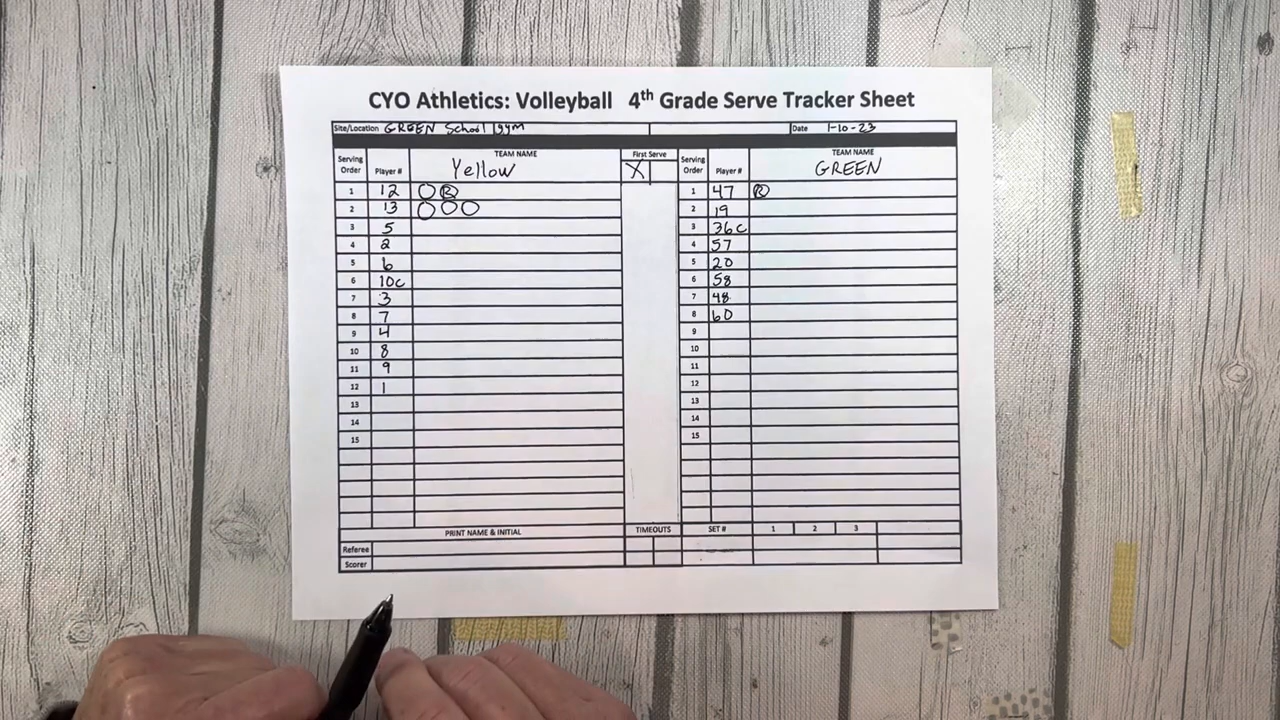 CYO Athletics: Volleyball 4th Grade Serve Tracker Sheet
Site/Location GREEN School gym Date 1-10-23
Serving Order Player # TEAM NAME Yellow First Serve X Serving Order Player # TEAM NAME GREEN
1 12 O Ⓡ 1 47 Ⓡ
2 13 O O O 2 19
3 5 3 36c
4 2 4 57
5 6 5 20
6 10c 6 58
7 3 7 48
8 7 8 60
9 4 9
10 8 10
11 9 11
12 1 12
13 13
14 14
15 15
PRINT NAME & INITIAL TIMEOUTS SET # 1 2 3
Referee
Scorer